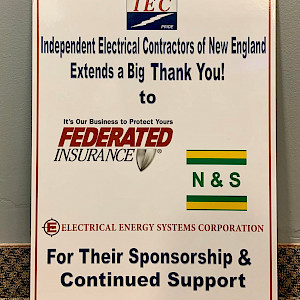 IEC
PRIDE
Independent Electrical Contractors of New England
Extends a Big Thank You!
to
It's Our Business to Protect Yours
FEDERATED
INSURANCE
N & S
E ELECTRICAL ENERGY SYSTEMS CORPORATION
For Their Sponsorship &
Continued Support